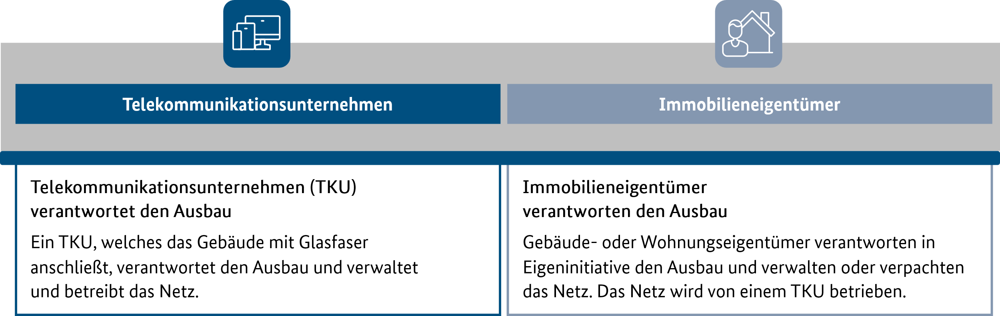 Telekommunikationsunternehmen
Immobilieneigentümer
Telekommunikationsunternehmen (TKU)
verantwortet den Ausbau
Ein TKU, welches das Gebäude mit Glasfaser
anschließt, verantwortet den Ausbau und verwaltet
und betreibt das Netz.
Immobilieneigentümer
verantworten den Ausbau
Gebäude- oder Wohnungseigentümer verantworten in
Eigeninitiative den Ausbau und verwalten oder verpachten
das Netz. Das Netz wird von einem TKU betrieben.